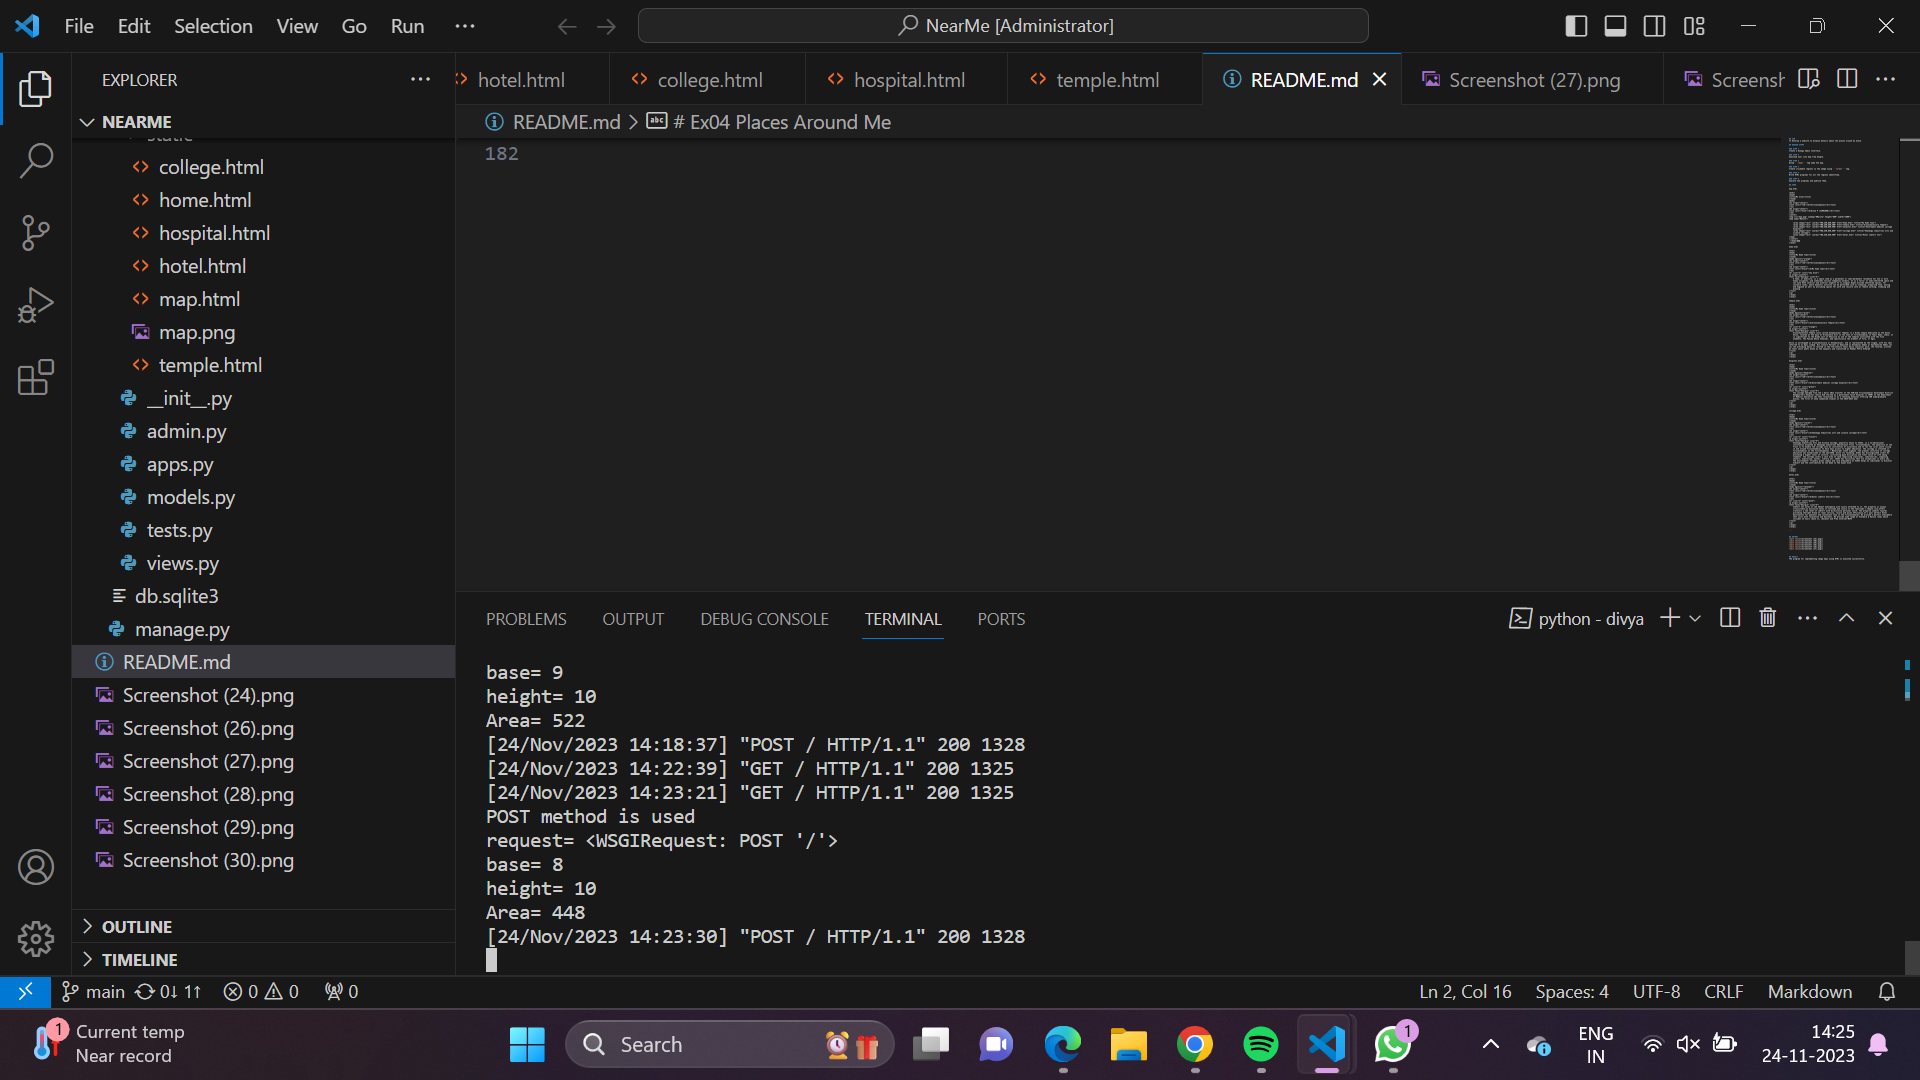 File Edit Selection View Go Run ···
NearMe [Administrator]
EXPLORER ···
hotel.html college.html hospital.html temple.html README.md Screenshot (27).png Screensh ···
NEARME
README.md > # Ex04 Places Around Me
static
college.html
home.html
hospital.html
hotel.html
map.html
map.png
temple.html
__init__.py
admin.py
apps.py
models.py
tests.py
views.py
db.sqlite3
manage.py
README.md
Screenshot (24).png
Screenshot (26).png
Screenshot (27).png
Screenshot (28).png
Screenshot (29).png
Screenshot (30).png
OUTLINE
TIMELINE
182
PROBLEMS OUTPUT DEBUG CONSOLE TERMINAL PORTS
python - divya
base= 9
height= 10
Area= 522
[24/Nov/2023 14:18:37] "POST / HTTP/1.1" 200 1328
[24/Nov/2023 14:22:39] "GET / HTTP/1.1" 200 1325
[24/Nov/2023 14:23:21] "GET / HTTP/1.1" 200 1325
POST method is used
request= <WSGIRequest: POST '/'>
base= 8
height= 10
Area= 448
[24/Nov/2023 14:23:30] "POST / HTTP/1.1" 200 1328
main 0↓ 1↑ 0 0 0
Ln 2, Col 16 Spaces: 4 UTF-8 CRLF Markdown
1
Current temp
Near record
Search
1
ENG
IN
14:25
24-11-2023